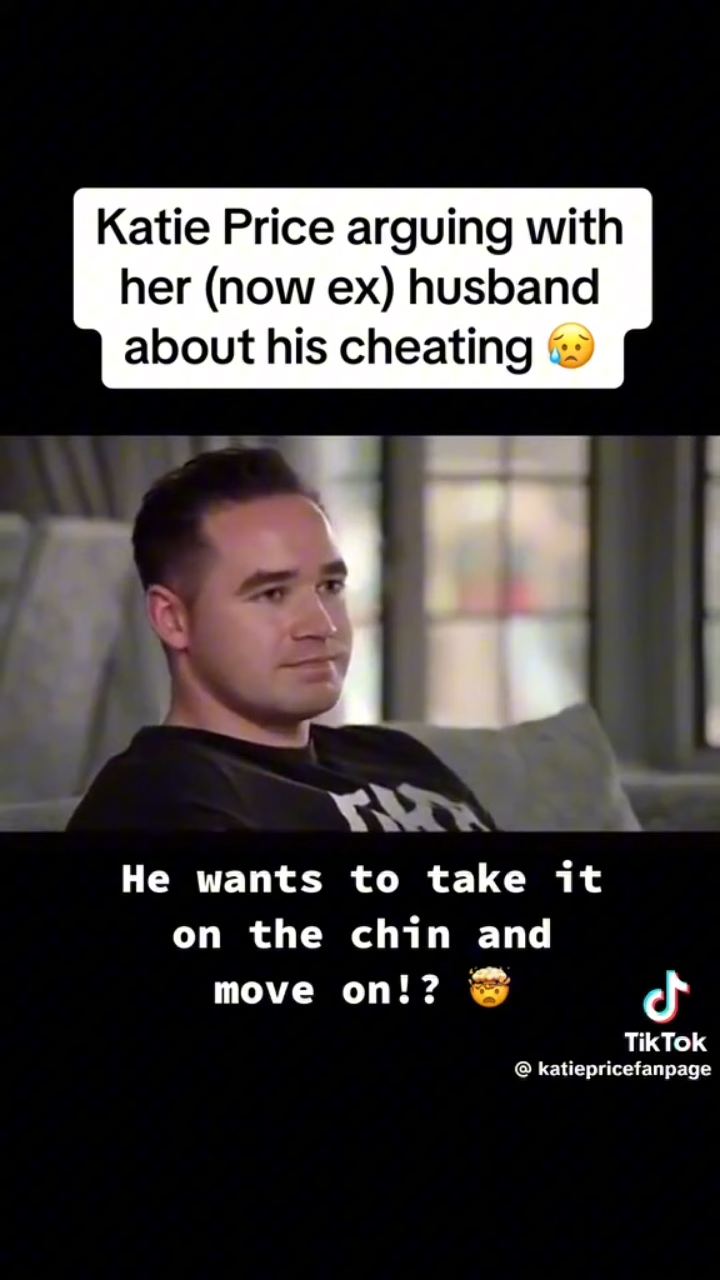 Katie Price arguing with
her (now ex) husband
about his cheating 😥
He wants to take it
on the chin and
move on!? 🤯
TikTok
@ katiepricefanpage